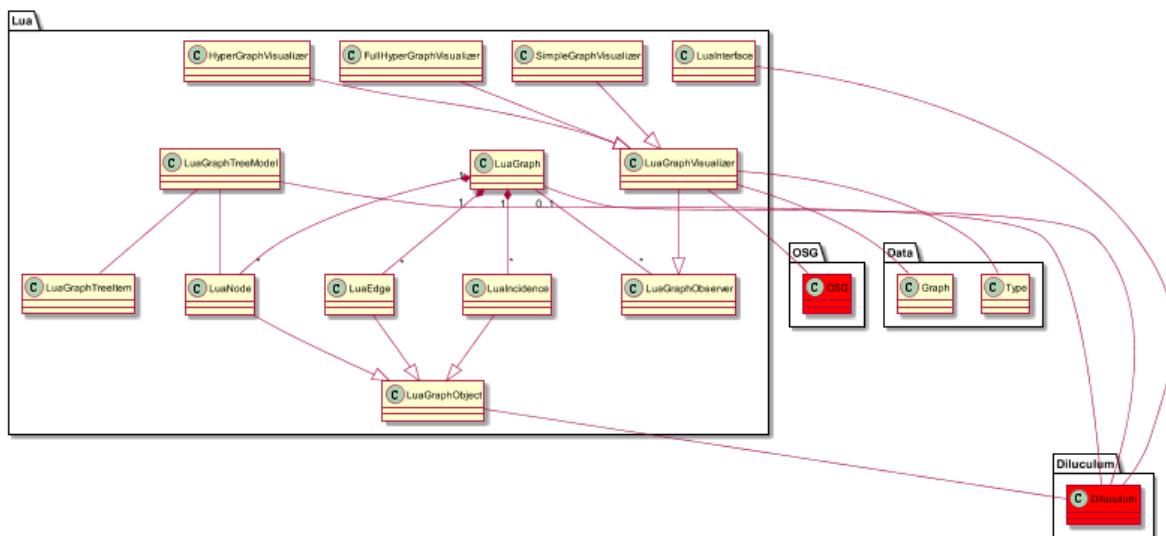 Lua
C HyperGraphVisualizer
C FullHyperGraphVisualizer
C SimpleGraphVisualizer
C LuaInterface
C LuaGraphTreeModel
C LuaGraph
C LuaGraphVisualizer
1
1
1
0..1
OSG
Data
*
*
*
*
C LuaGraphTreeItem
C LuaNode
C LuaEdge
C LuaIncidence
C LuaGraphObserver
C OSG
C Graph
C Type
C LuaGraphObject
Diluculum
C Diluculum